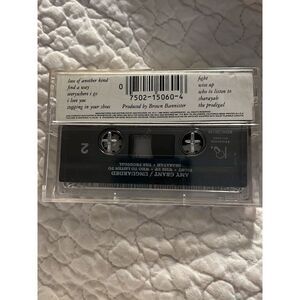 love of another kind
find a way
everywhere i go
i love you
stepping in your shoes
0 7502-15060-4
Produced by Brown Bannister
fight
wise up
who to listen to
sharayah
the prodigal
2
AMY GRANT / UNGUARDED
FIGHT • WISE UP • WHO TO LISTEN TO
SHARAYAH • THE PRODIGAL